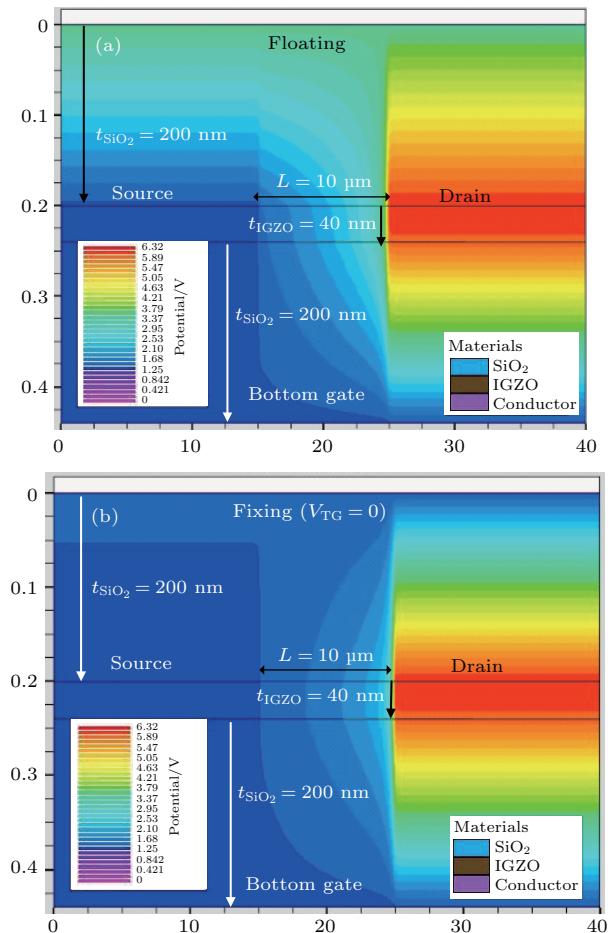 (a)
Floating
0
0.1
0.2
0.3
0.4
t_SiO₂ = 200 nm
Source
L = 10 µm
Drain
t_IGZO = 40 nm
t_SiO₂ = 200 nm
Bottom gate
6.32
5.89
5.47
5.05
4.63
4.21
3.79
3.37
2.95
2.53
2.10
1.68
1.25
0.842
0.421
0
Potential/V
Materials
SiO₂
IGZO
Conductor
0 10 20 30 40
(b)
Fixing (V_TG = 0)
0
0.1
0.2
0.3
0.4
t_SiO₂ = 200 nm
Source
L = 10 µm
Drain
t_IGZO = 40 nm
t_SiO₂ = 200 nm
Bottom gate
6.32
5.89
5.47
5.05
4.63
4.21
3.79
3.37
2.95
2.53
2.10
1.68
1.25
0.842
0.421
0
Potential/V
Materials
SiO₂
IGZO
Conductor
0 10 20 30 40